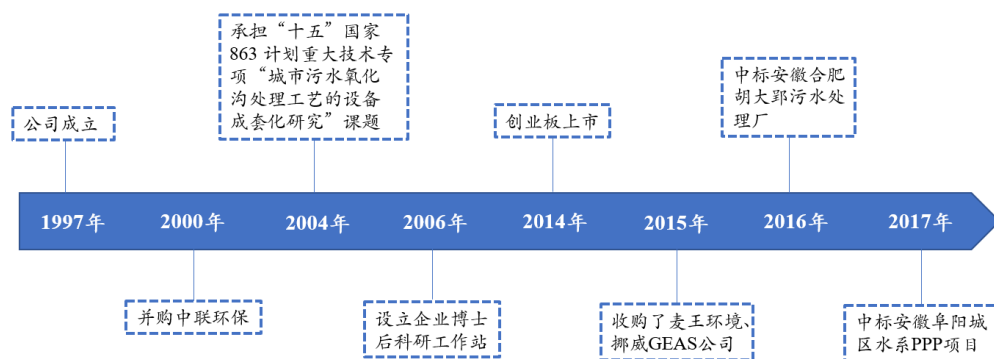 承担“十五”国家
863 计划重大技术专
项“城市污水氧化
沟处理工艺的设备
成套化研究”课题
中标安徽合肥
胡大郢污水处
理厂
公司成立
创业板上市
1997年
2000年
2004年
2006年
2014年
2015年
2016年
2017年
并购中联环保
设立企业博士
后科研工作站
收购了麦王环境、
挪威GEAS公司
中标安徽阜阳城
区水系PPP项目